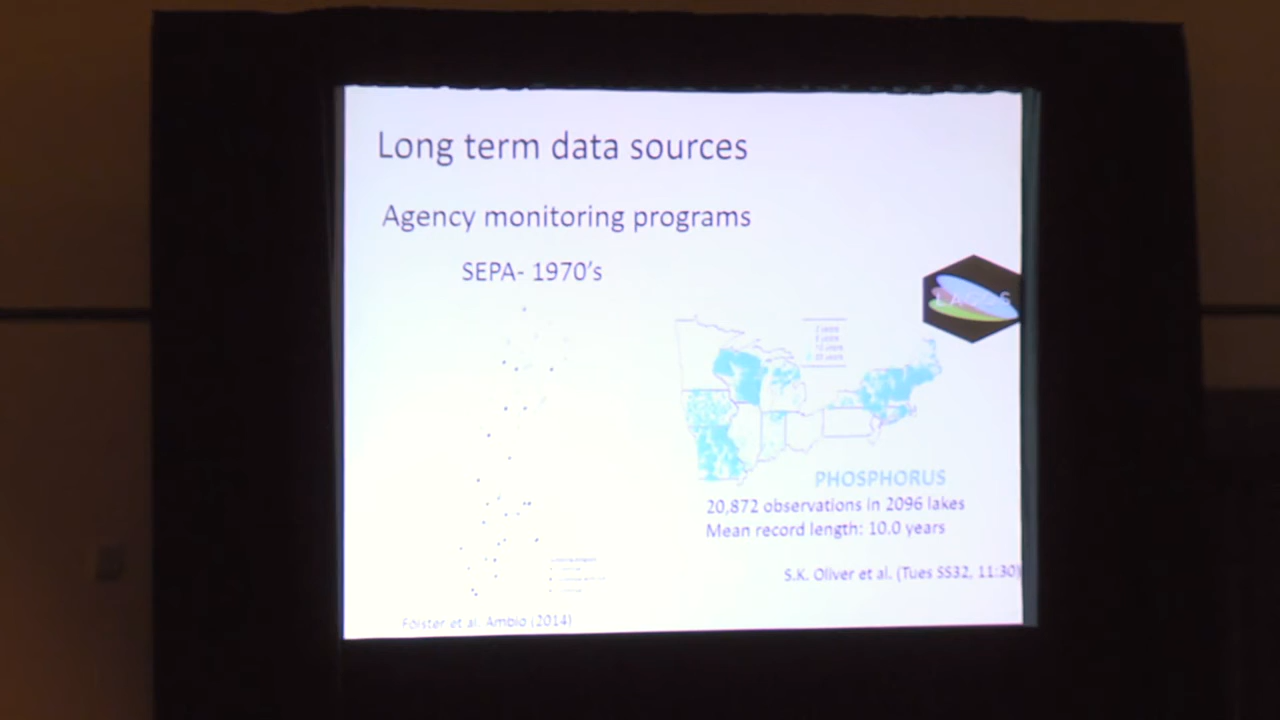 Long term data sources
Agency monitoring programs
SEPA- 1970's
LAGOS
PHOSPHORUS
20,872 observations in 2096 lakes
Mean record length: 10.0 years
S.K. Oliver et al. (Tues SS32, 11:30)
Fölster et al. Ambio (2014)